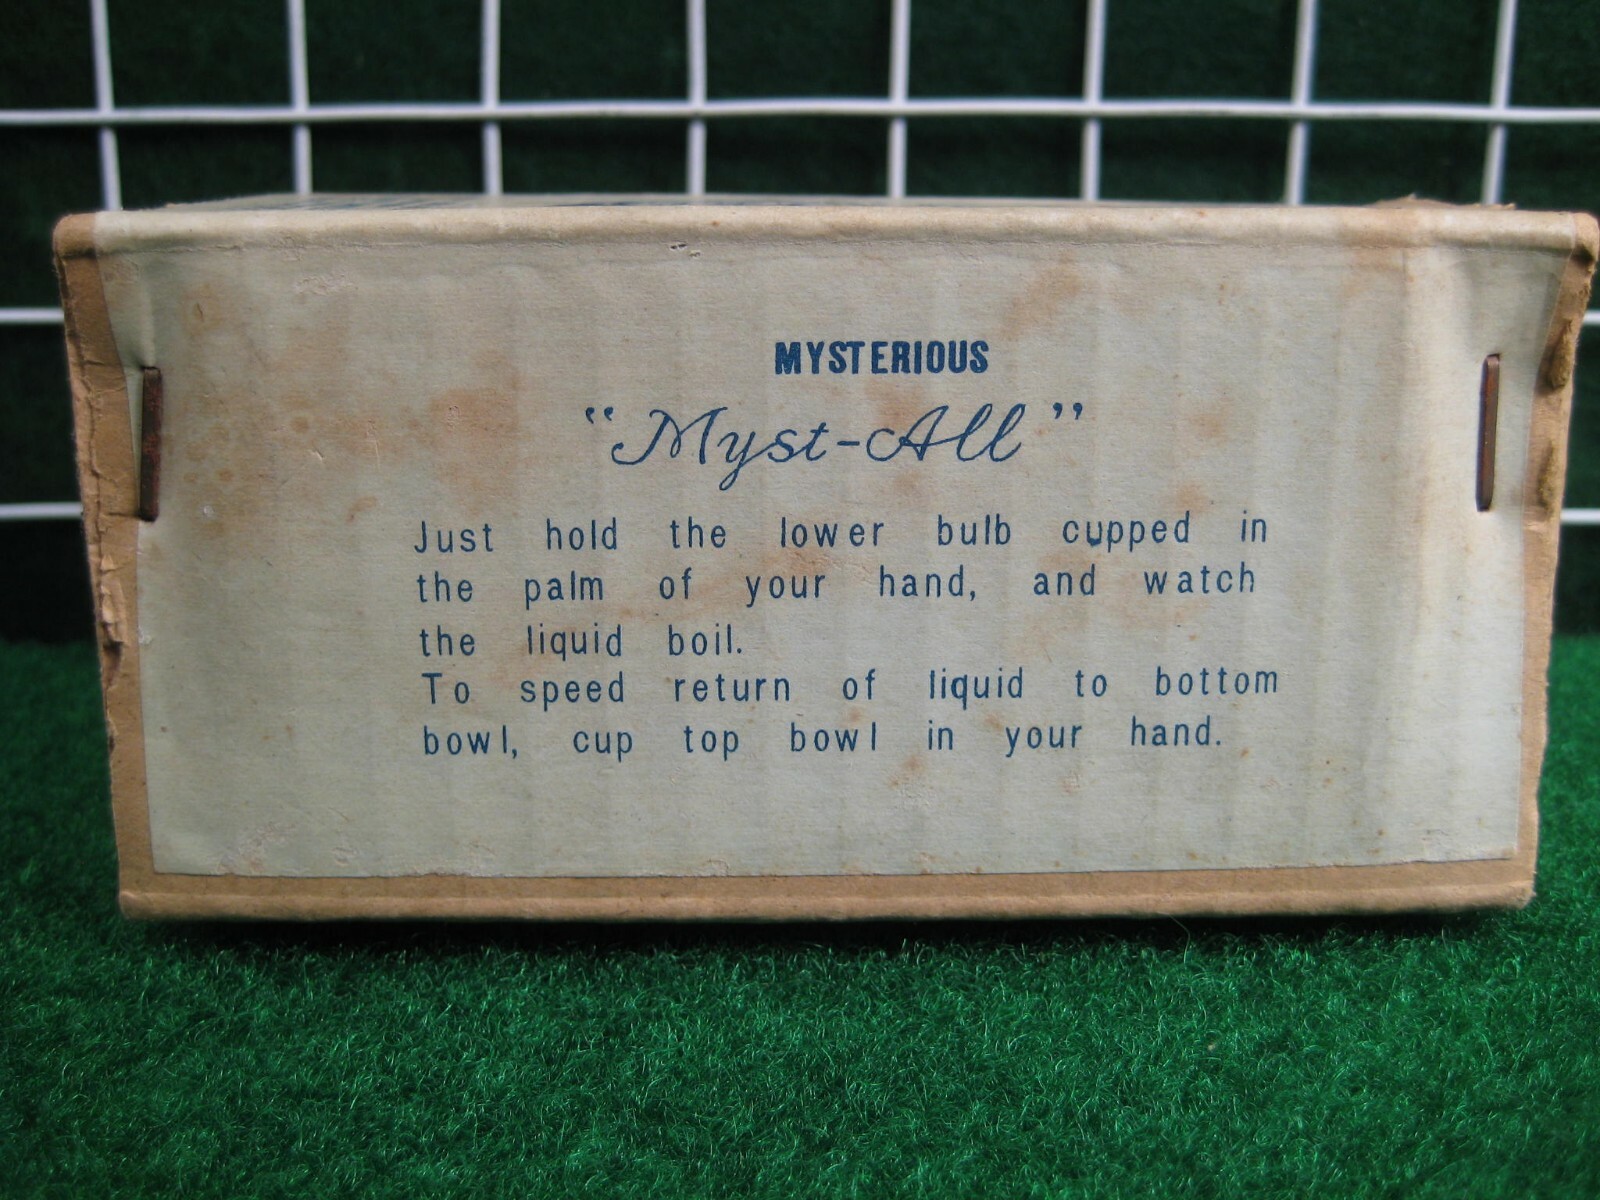 MYSTERIOUS
“Myst-All”
Just hold the lower bulb cupped in
the palm of your hand, and watch
the liquid boil.
To speed return of liquid to bottom
bowl, cup top bowl in your hand.